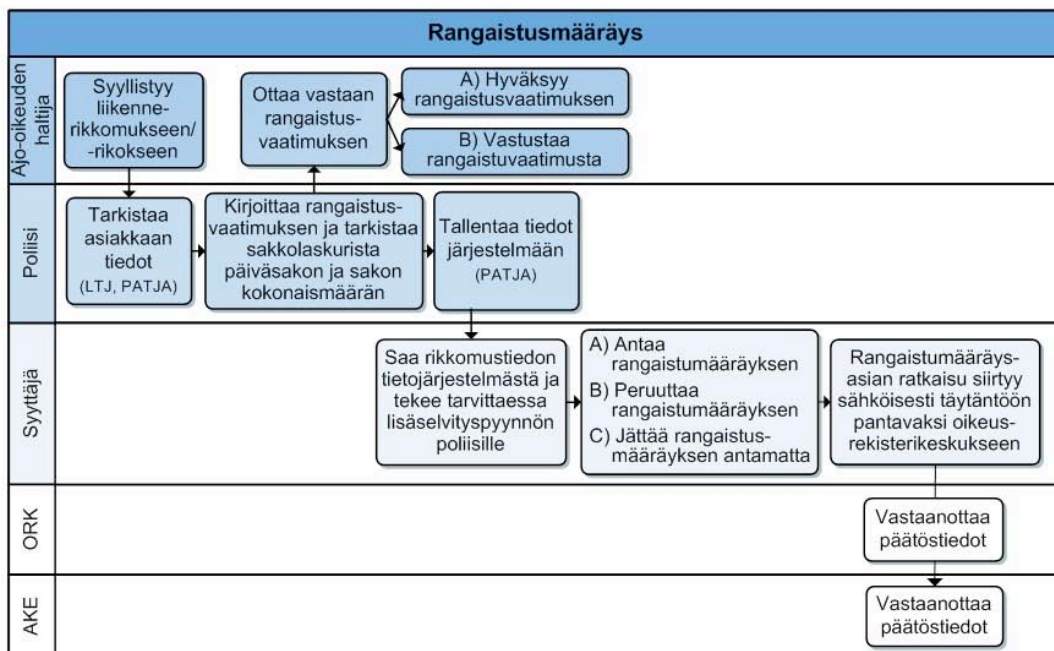 Rangaistusmääräys
Ajo-oikeuden
haltija
Syyllistyy
liikenne-
rikkomukseen/
-rikokseen
Ottaa vastaan
rangaistus-
vaatimuksen
A) Hyväksyy
rangaistusvaatimuksen
B) Vastustaa
rangaistuvaatimusta
Poliisi
Tarkistaa
asiakkaan
tiedot
(LTJ, PATJA)
Kirjoittaa rangaistus-
vaatimuksen ja tarkistaa
sakkolaskurista
päiväsakon ja sakon
kokonaismäärän
Tallentaa tiedot
järjestelmään
(PATJA)
Syyttäjä
Saa rikkomustiedon
tietojärjestelmästä ja
tekee tarvittaessa
lisäselvityspyynnön
poliisille
A) Antaa
rangaistumääräyksen
B) Peruuttaa
rangaistumääräyksen
C) Jättää rangaistus-
määräyksen antamatta
Rangaistumääräys-
asian ratkaisu siirtyy
sähköisesti täytäntöön
pantavaksi oikeus-
rekisterikeskukseen
ORK
Vastaanottaa
päätöstiedot
AKE
Vastaanottaa
päätöstiedot